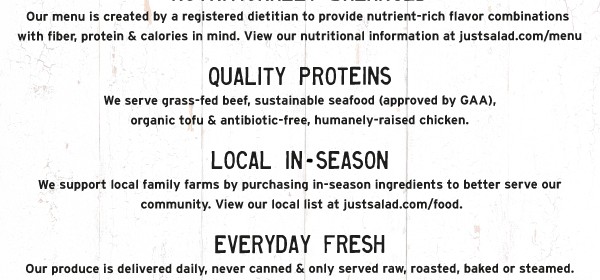 Our menu is created by a registered dietitian to provide nutrient-rich flavor combinations
with fiber, protein & calories in mind. View our nutritional information at justsalad.com/menu
QUALITY PROTEINS
We serve grass-fed beef, sustainable seafood (approved by GAA),
organic tofu & antibiotic-free, humanely-raised chicken.
LOCAL IN-SEASON
We support local family farms by purchasing in-season ingredients to better serve our
community. View our local list at justsalad.com/food.
EVERYDAY FRESH
Our produce is delivered daily, never canned & only served raw, roasted, baked or steamed.